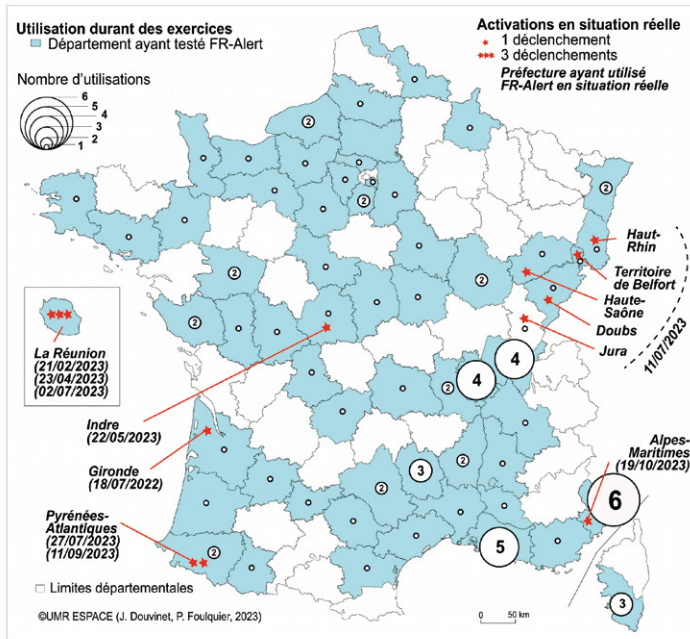 Utilisation durant des exercices
Département ayant testé FR-Alert
Nombre d'utilisations
6
5
4
3
2
1
Activations en situation réelle
1 déclenchement
3 déclenchements
Préfecture ayant utilisé
FR-Alert en situation réelle
2
2
2
Haut-
Rhin
Territoire
de Belfort
Haute-
Saône
Doubs
Jura
11/07/2023
2
2
2
La Réunion
(21/02/2023)
(23/04/2023)
(02/07/2023)
4
4
2
Indre
(22/05/2023)
Gironde
(18/07/2022)
Alpes-
Maritimes
(19/10/2023)
3
2
2
6
Pyrénées-
Atlantiques
(27/07/2023)
(11/09/2023)
2
5
3
Limites départementales
©UMR ESPACE (J. Douvinet, P. Foulquier, 2023)
0 50 km